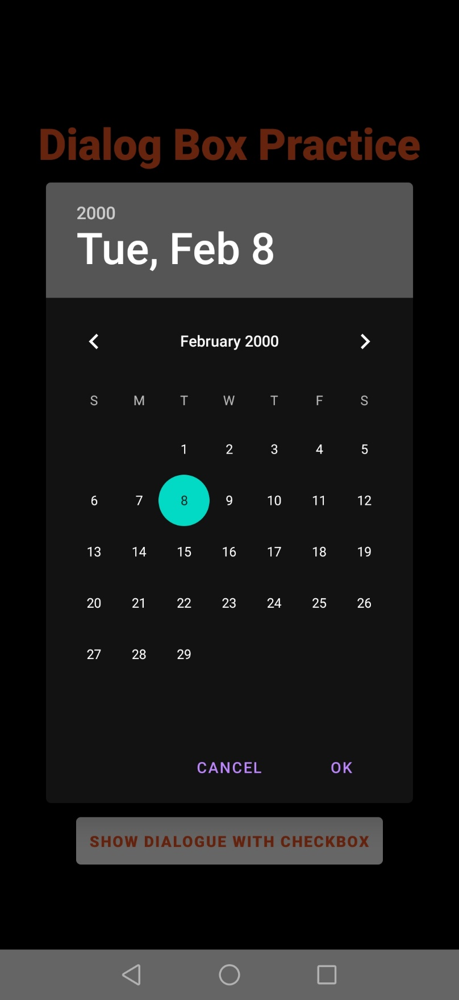 Dialog Box Practice
2000
Tue, Feb 8
February 2000
S M T W T F S
1 2 3 4 5
6 7 8 9 10 11 12
13 14 15 16 17 18 19
20 21 22 23 24 25 26
27 28 29
CANCEL OK
SHOW DIALOGUE WITH CHECKBOX